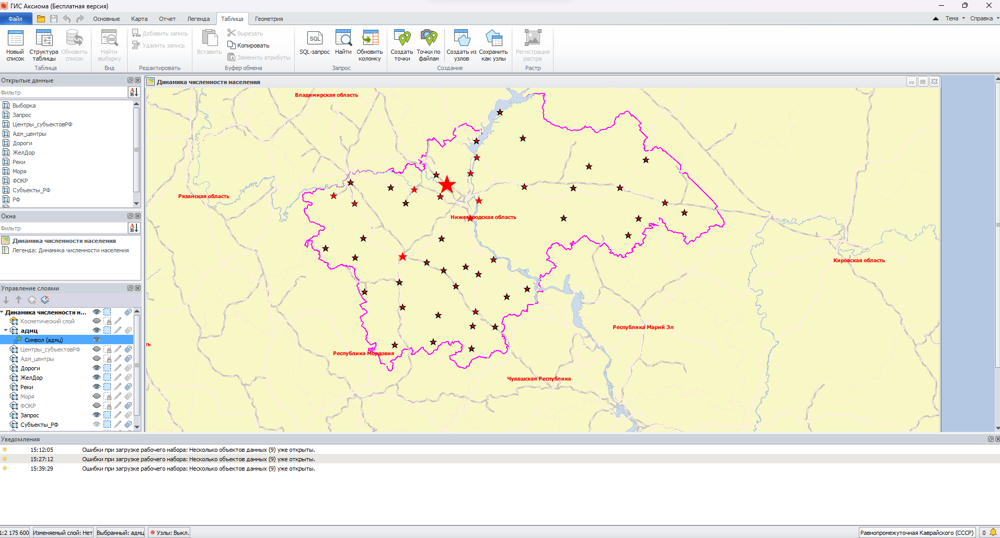 ГИС Аксиома (Бесплатная версия)
Файл Основные Карта Отчет Легенда Таблица Геометрия Тема Справка
Новый список
Структура таблицы
Обновить список
Таблица
Найти выборку
Вид
Добавить запись
Удалить запись
Редактировать
Вставить
Вырезать
Копировать
Заменить атрибуты
Буфер обмена
SQL
SQL-запрос
Найти
Обновить колонку
Запрос
Создать точки
Точки по файлам
Создать из узлов
Сохранить как узлы
Создание
Регистрация растра
Растр
Открытые данные
Фильтр
Выборка
Запрос
Центры_субъектовРФ
Адм_центры
Дороги
ЖелДор
Реки
Моря
ФОКР
Субъекты_РФ
РФ
Окна
Фильтр
Динамика численности населения
Легенда: Динамика численности населения
Управление слоями
Динамика численности н...
Косметический слой
адмц
Символ (адмц)
Центры_субъектовРФ
Адм_центры
Дороги
ЖелДор
Реки
Моря
ФОКР
Запрос
Субъекты_РФ
Динамика численности населения
Владимирская область
Рязанская область
Нижегородская область
Кировская область
Республика Марий Эл
ть
Республика Мордовия
Чувашская Республика
Уведомления
15:12:05 Ошибки при загрузке рабочего набора: Несколько объектов данных (9) уже открыты.
15:27:12 Ошибки при загрузке рабочего набора: Несколько объектов данных (9) уже открыты.
15:39:29 Ошибки при загрузке рабочего набора: Несколько объектов данных (9) уже открыты.
1:2 175 600 Изменяемый слой: Нет Выбранный: адмц Узлы: Выкл. Равнопромежуточная Каврайского (СССР) 0